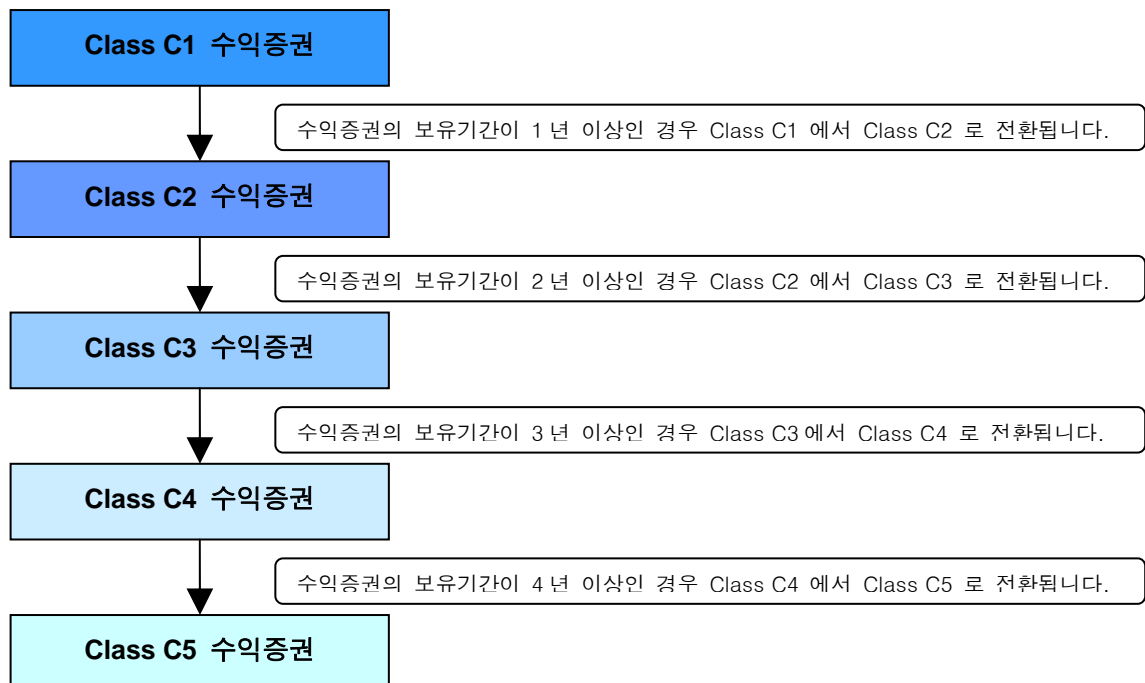 Class C1 수익증권
수익증권의 보유기간이 1년 이상인 경우 Class C1 에서 Class C2 로 전환됩니다.
Class C2 수익증권
수익증권의 보유기간이 2년 이상인 경우 Class C2 에서 Class C3 로 전환됩니다.
Class C3 수익증권
수익증권의 보유기간이 3년 이상인 경우 Class C3에서 Class C4 로 전환됩니다.
Class C4 수익증권
수익증권의 보유기간이 4년 이상인 경우 Class C4 에서 Class C5 로 전환됩니다.
Class C5 수익증권